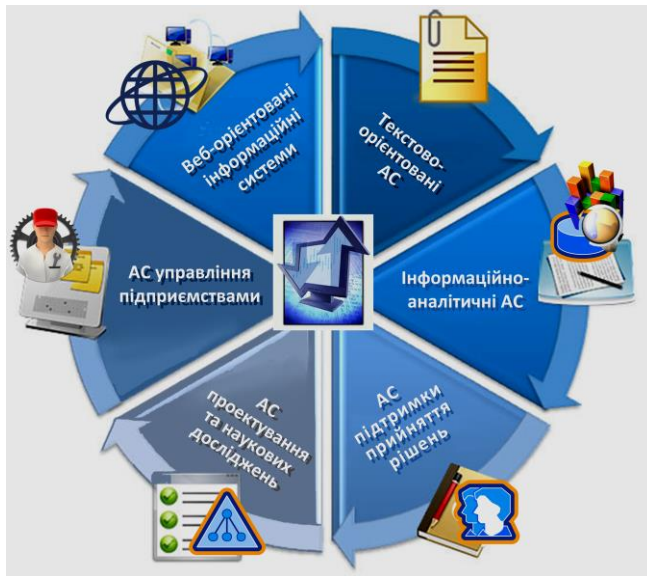 Веб-орієнтовані
інформаційні
системи
Текстово-
орієнтовані
АС
Інформаційно-
аналітичні АС
АС
підтримки
прийняття
рішень
АС
проектування
та наукових
досліджень
АС управління
підприємствами